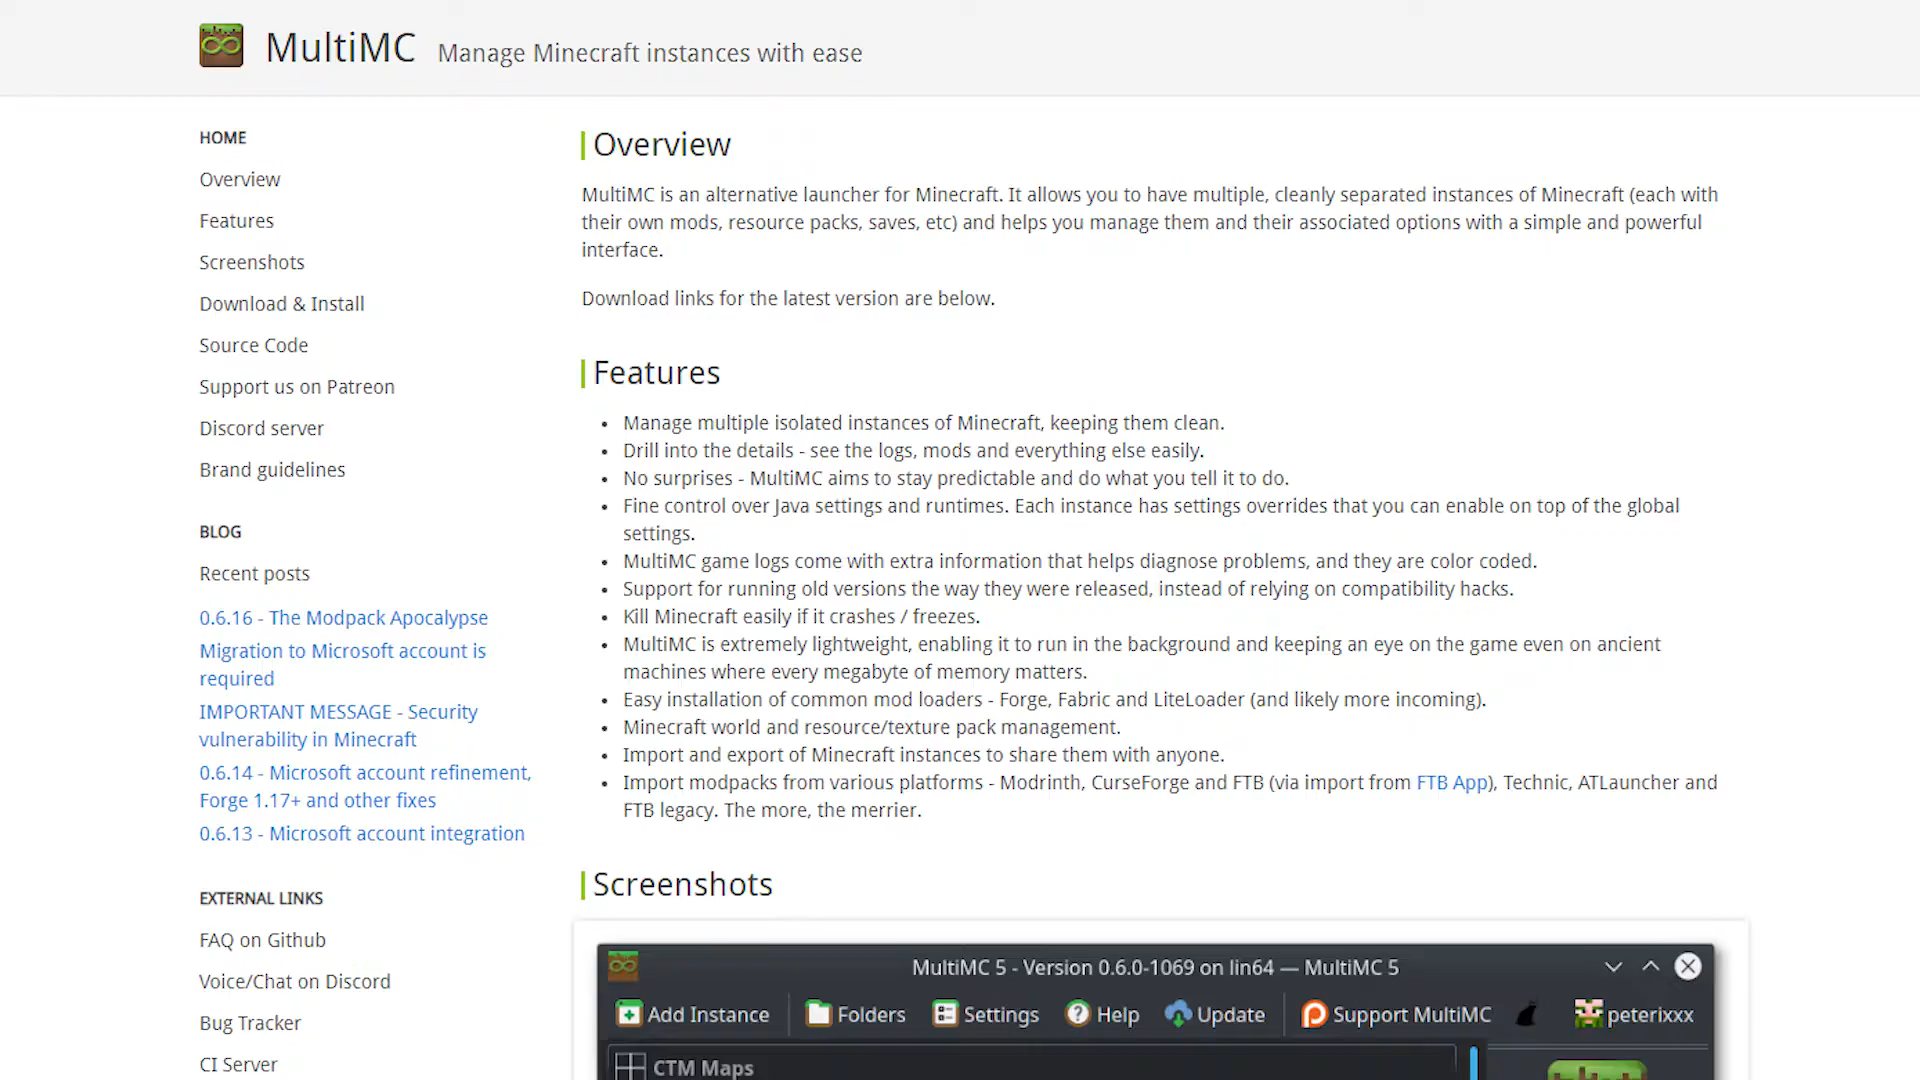 MultiMC Manage Minecraft instances with ease
HOME
Overview
Features
Screenshots
Download & Install
Source Code
Support us on Patreon
Discord server
Brand guidelines
BLOG
Recent posts
0.6.16 - The Modpack Apocalypse
Migration to Microsoft account is
required
IMPORTANT MESSAGE - Security
vulnerability in Minecraft
0.6.14 - Microsoft account refinement,
Forge 1.17+ and other fixes
0.6.13 - Microsoft account integration
EXTERNAL LINKS
FAQ on Github
Voice/Chat on Discord
Bug Tracker
CI Server
Overview
MultiMC is an alternative launcher for Minecraft. It allows you to have multiple, cleanly separated instances of Minecraft (each with
their own mods, resource packs, saves, etc) and helps you manage them and their associated options with a simple and powerful
interface.
Download links for the latest version are below.
Features
• Manage multiple isolated instances of Minecraft, keeping them clean.
• Drill into the details - see the logs, mods and everything else easily.
• No surprises - MultiMC aims to stay predictable and do what you tell it to do.
• Fine control over Java settings and runtimes. Each instance has settings overrides that you can enable on top of the global
settings.
• MultiMC game logs come with extra information that helps diagnose problems, and they are color coded.
• Support for running old versions the way they were released, instead of relying on compatibility hacks.
• Kill Minecraft easily if it crashes / freezes.
• MultiMC is extremely lightweight, enabling it to run in the background and keeping an eye on the game even on ancient
machines where every megabyte of memory matters.
• Easy installation of common mod loaders - Forge, Fabric and LiteLoader (and likely more incoming).
• Minecraft world and resource/texture pack management.
• Import and export of Minecraft instances to share them with anyone.
• Import modpacks from various platforms - Modrinth, CurseForge and FTB (via import from FTB App), Technic, ATLauncher and
FTB legacy. The more, the merrier.
Screenshots
MultiMC 5 - Version 0.6.0-1069 on lin64 — MultiMC 5
Add Instance Folders Settings Help Update Support MultiMC peterixxx
CTM Maps